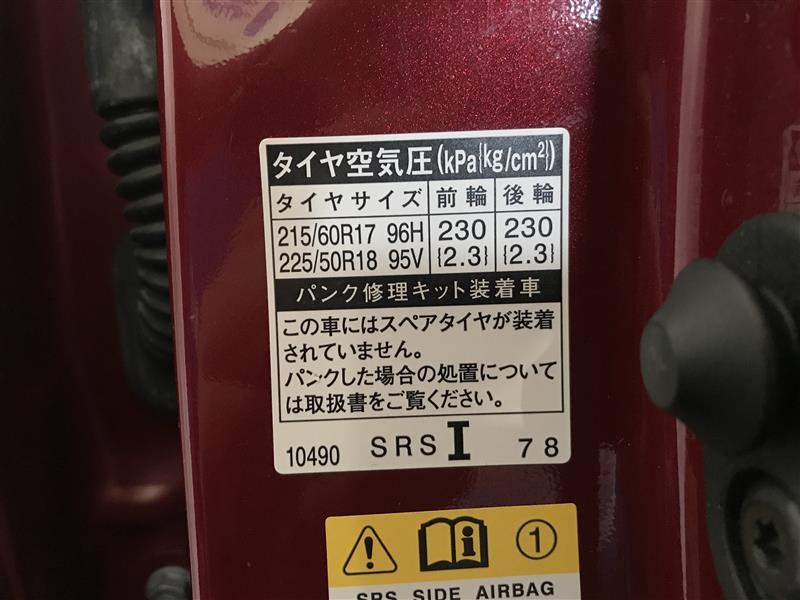 タイヤ空気圧(kPa{kg/cm²})
タイヤサイズ 前輪 後輪
215/60R17 96H 230 230
225/50R18 95V {2.3} {2.3}
パンク修理キット装着車
この車にはスペアタイヤが装着
されていません。
パンクした場合の処置について
は取扱書をご覧ください。
10490 SRS I 78
! i 1
SRS SIDE AIRBAG